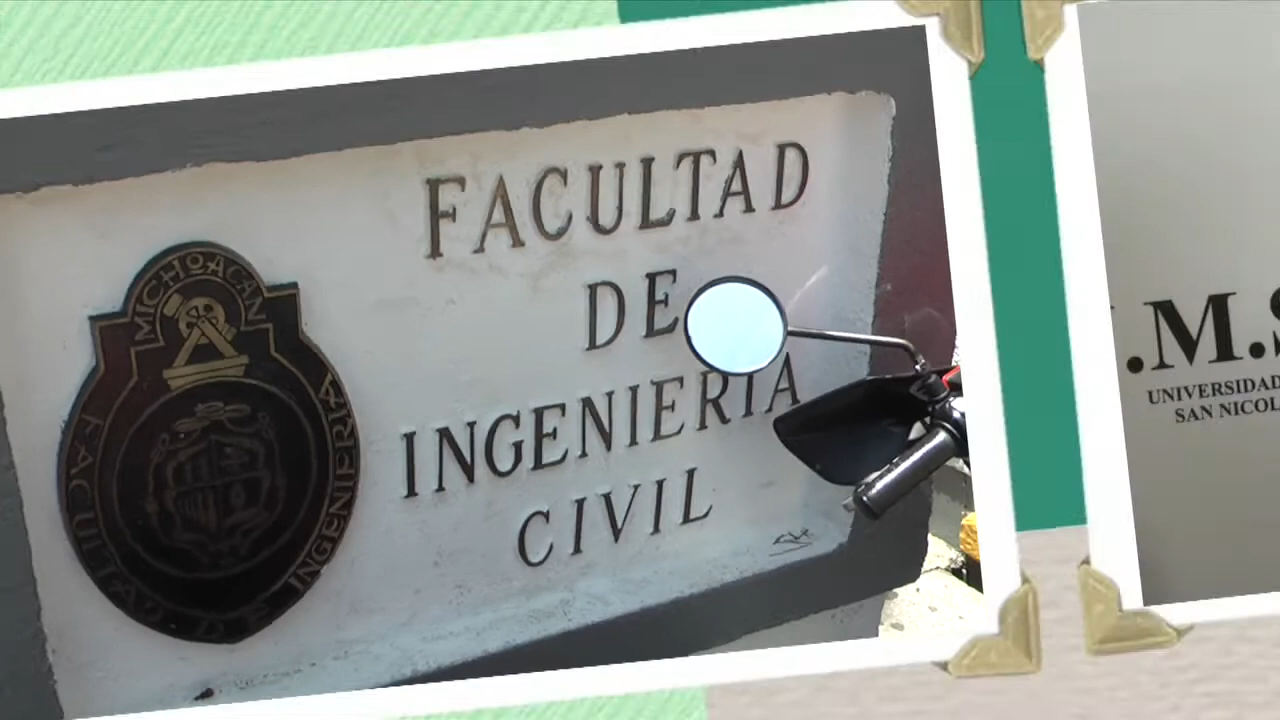 FACULTAD
DE
INGENIERIA
CIVIL
MICHOACAN
FACULTAD DE INGENIERIA
.M.S
UNIVERSIDAD
SAN NICOL